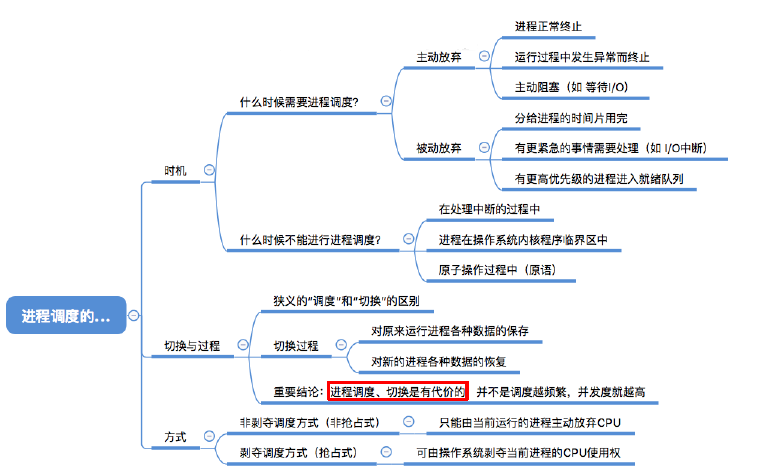 进程调度的...
时机
什么时候需要进程调度?
主动放弃
进程正常终止
运行过程中发生异常而终止
主动阻塞（如 等待I/O）
被动放弃
分给进程的时间片用完
有更紧急的事情需要处理（如 I/O中断）
有更高优先级的进程进入就绪队列
什么时候不能进行进程调度?
在处理中断的过程中
进程在操作系统内核程序临界区中
原子操作过程中（原语）
切换与过程
狭义的“调度”和“切换”的区别
切换过程
对原来运行进程各种数据的保存
对新的进程各种数据的恢复
重要结论：进程调度、切换是有代价的，并不是调度越频繁，并发度就越高
方式
非剥夺调度方式（非抢占式）
只能由当前运行的进程主动放弃CPU
剥夺调度方式（抢占式）
可由操作系统剥夺当前进程的CPU使用权